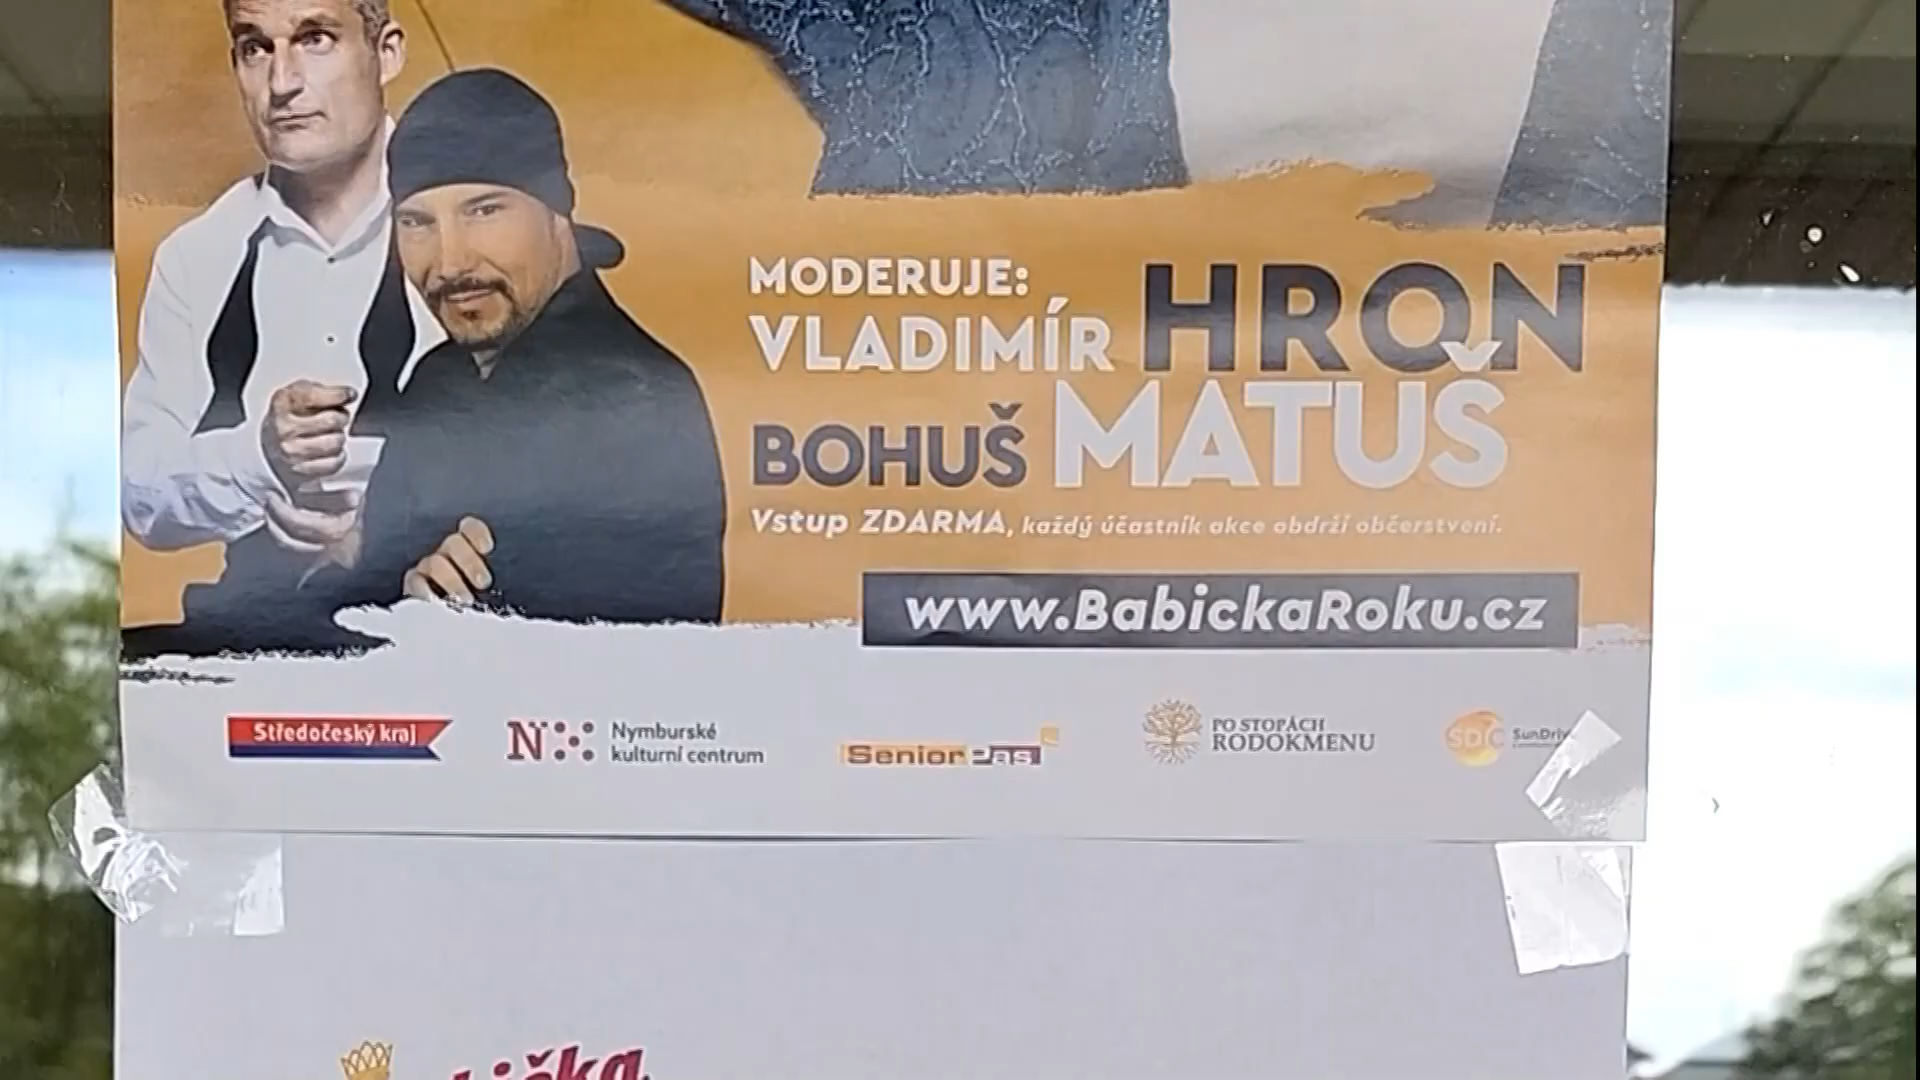 MODERUJE:
VLADIMÍR HRON
BOHUŠ MATUŠ
Vstup ZDARMA, každý účastník akce obdrží občerstvení.
www.BabickaRoku.cz
Středočeský kraj
Nymburské
kulturní centrum
Senior Pas
PO STOPÁCH
RODOKMENU
SDC